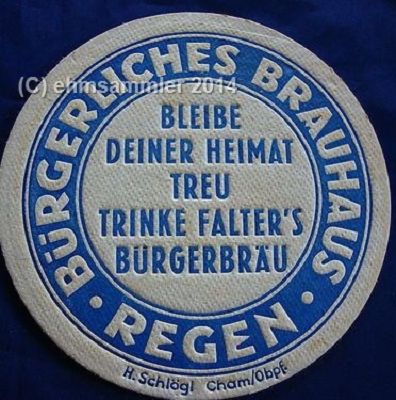 (C) ehmsammler 2014
BÜRGERLICHES BRAUHAUS
BLEIBE
DEINER HEIMAT
TREU
TRINKE FALTER'S
BÜRGERBRÄU
· REGEN ·
H. Schlögl Cham/Obpf.